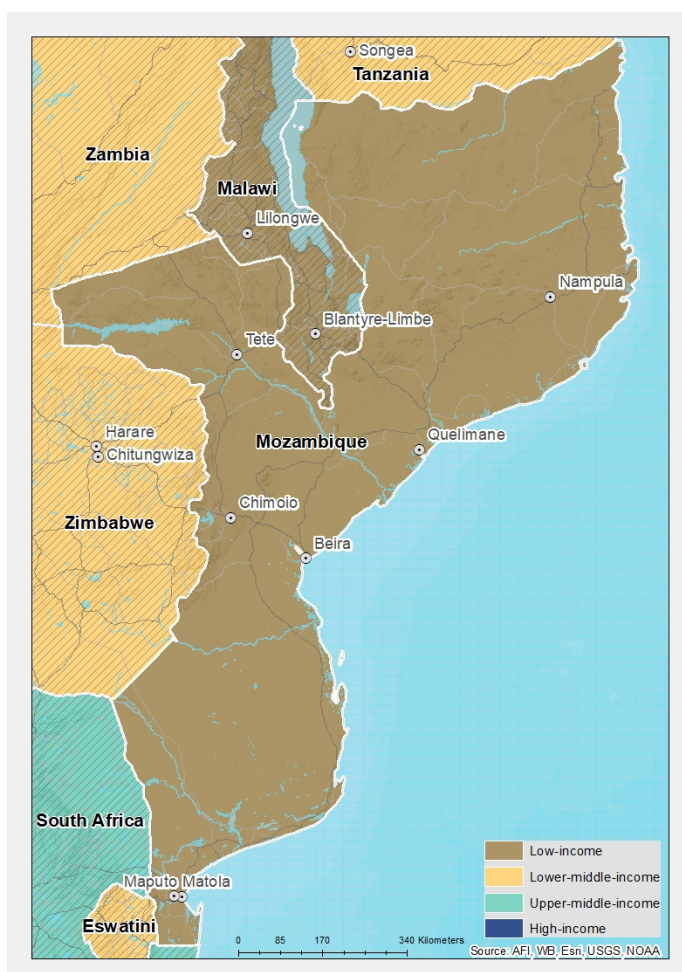 Songea
Tanzania
Zambia
Malawi
Lilongwe
Nampula
Blantyre-Limbe
Tete
Harare
Mozambique
Quelimane
Chitungwiza
Chimoio
Zimbabwe
Beira
South Africa
Maputo Matola
Eswatini
Low-income
Lower-middle-income
Upper-middle-income
High-income
0 85 170 340 Kilometers
Source: AFI, WB, Esri, USGS, NOAA